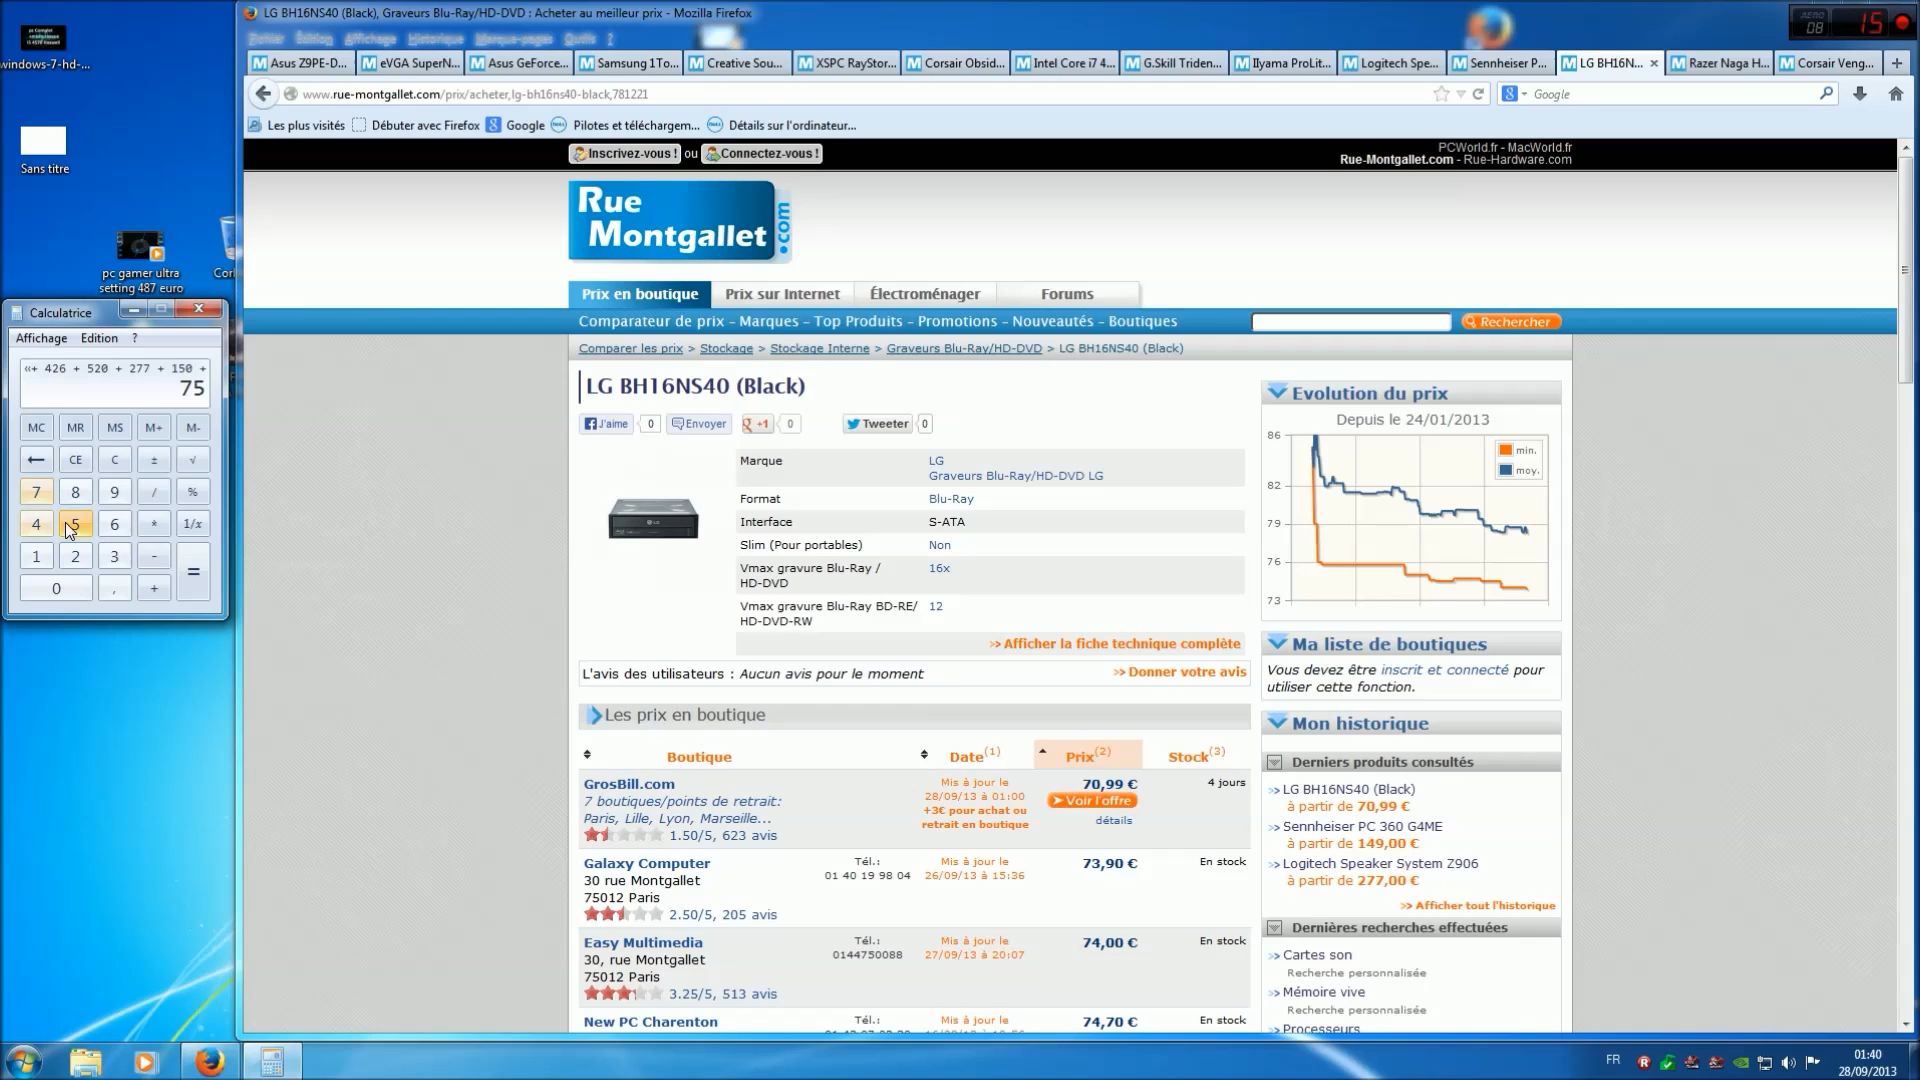 windows-7-hd-...
Sans titre
pc gamer ultra
setting 487 euro
LG BH16NS40 (Black), Graveurs Blu-Ray/HD-DVD : Acheter au meilleur prix - Mozilla Firefox
Fichier Édition Affichage Historique Marque-pages Outils ?
AERO
08
15
Asus Z9PE-D...
eVGA SuperN...
Asus GeForce...
Samsung 1To...
Creative Sou...
XSPC RayStor...
Corsair Obsid...
Intel Core i7 4...
G.Skill Triden...
Iiyama ProLit...
Logitech Spe...
Sennheiser P...
LG BH16N...
Razer Naga H...
Corsair Veng...
www.rue-montgallet.com/prix/acheter,lg-bh16ns40-black,781221
Google
Les plus visités
Débuter avec Firefox
Google
Pilotes et téléchargem...
Détails sur l'ordinateur...
Inscrivez-vous ! ou Connectez-vous !
PCWorld.fr - MacWorld.fr
Rue-Montgallet.com - Rue-Hardware.com
Rue
Montgallet
.com
Prix en boutique
Prix sur Internet
Électroménager
Forums
Comparateur de prix - Marques - Top Produits - Promotions - Nouveautés - Boutiques
Rechercher
Comparer les prix > Stockage > Stockage Interne > Graveurs Blu-Ray/HD-DVD > LG BH16NS40 (Black)
Calculatrice
Affichage Edition ?
«+ 426 + 520 + 277 + 150 +
75
MC MR MS M+ M-
← CE C ± √
7 8 9 / %
4 5 6 * 1/x
1 2 3 - =
0 , +
LG BH16NS40 (Black)
J'aime 0 Envoyer +1 0 Tweeter 0
Marque LG
Graveurs Blu-Ray/HD-DVD LG
Format Blu-Ray
Interface S-ATA
Slim (Pour portables) Non
Vmax gravure Blu-Ray / 16x
HD-DVD
Vmax gravure Blu-Ray BD-RE/ 12
HD-DVD-RW
>> Afficher la fiche technique complète
L'avis des utilisateurs : Aucun avis pour le moment
>> Donner votre avis
Les prix en boutique
Boutique Date(1) Prix(2) Stock(3)
GrosBill.com
7 boutiques/points de retrait:
Paris, Lille, Lyon, Marseille...
1.50/5, 623 avis
Mis à jour le
28/09/13 à 01:00
+3€ pour achat ou
retrait en boutique
70,99 €
Voir l'offre
détails
4 jours
Galaxy Computer
30 rue Montgallet
75012 Paris
2.50/5, 205 avis
Tél.:
01 40 19 98 04
Mis à jour le
26/09/13 à 15:36
73,90 €
En stock
Easy Multimedia
30, rue Montgallet
75012 Paris
3.25/5, 513 avis
Tél.:
0144750088
Mis à jour le
27/09/13 à 20:07
74,00 €
En stock
New PC Charenton
Tél.:
Mis à jour le
74,70 €
En stock
Evolution du prix
Depuis le 24/01/2013
86
82
79
76
73
min.
moy.
Ma liste de boutiques
Vous devez être inscrit et connecté pour
utiliser cette fonction.
Mon historique
Derniers produits consultés
>> LG BH16NS40 (Black)
à partir de 70,99 €
>> Sennheiser PC 360 G4ME
à partir de 149,00 €
>> Logitech Speaker System Z906
à partir de 277,00 €
>> Afficher tout l'historique
Dernières recherches effectuées
>> Cartes son
Recherche personnalisée
>> Mémoire vive
Recherche personnalisée
>> Processeurs
FR
01:40
28/09/2013